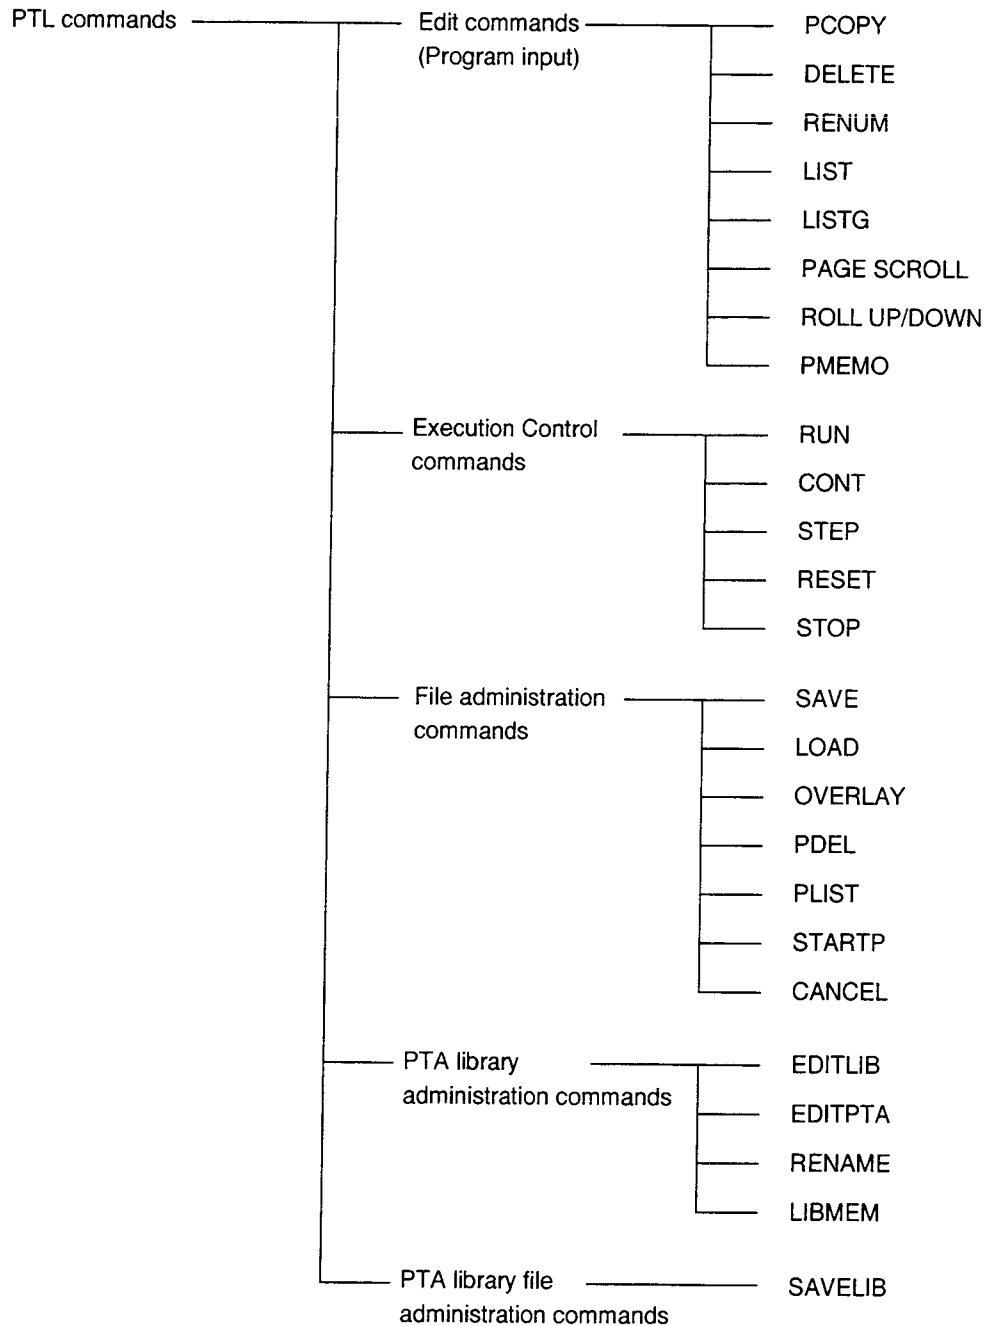 PTL commands
Edit commands
(Program input)
PCOPY
DELETE
RENUM
LIST
LISTG
PAGE SCROLL
ROLL UP/DOWN
PMEMO
Execution Control
commands
RUN
CONT
STEP
RESET
STOP
File administration
commands
SAVE
LOAD
OVERLAY
PDEL
PLIST
STARTP
CANCEL
PTA library
administration commands
EDITLIB
EDITPTA
RENAME
LIBMEM
PTA library file
administration commands
SAVELIB